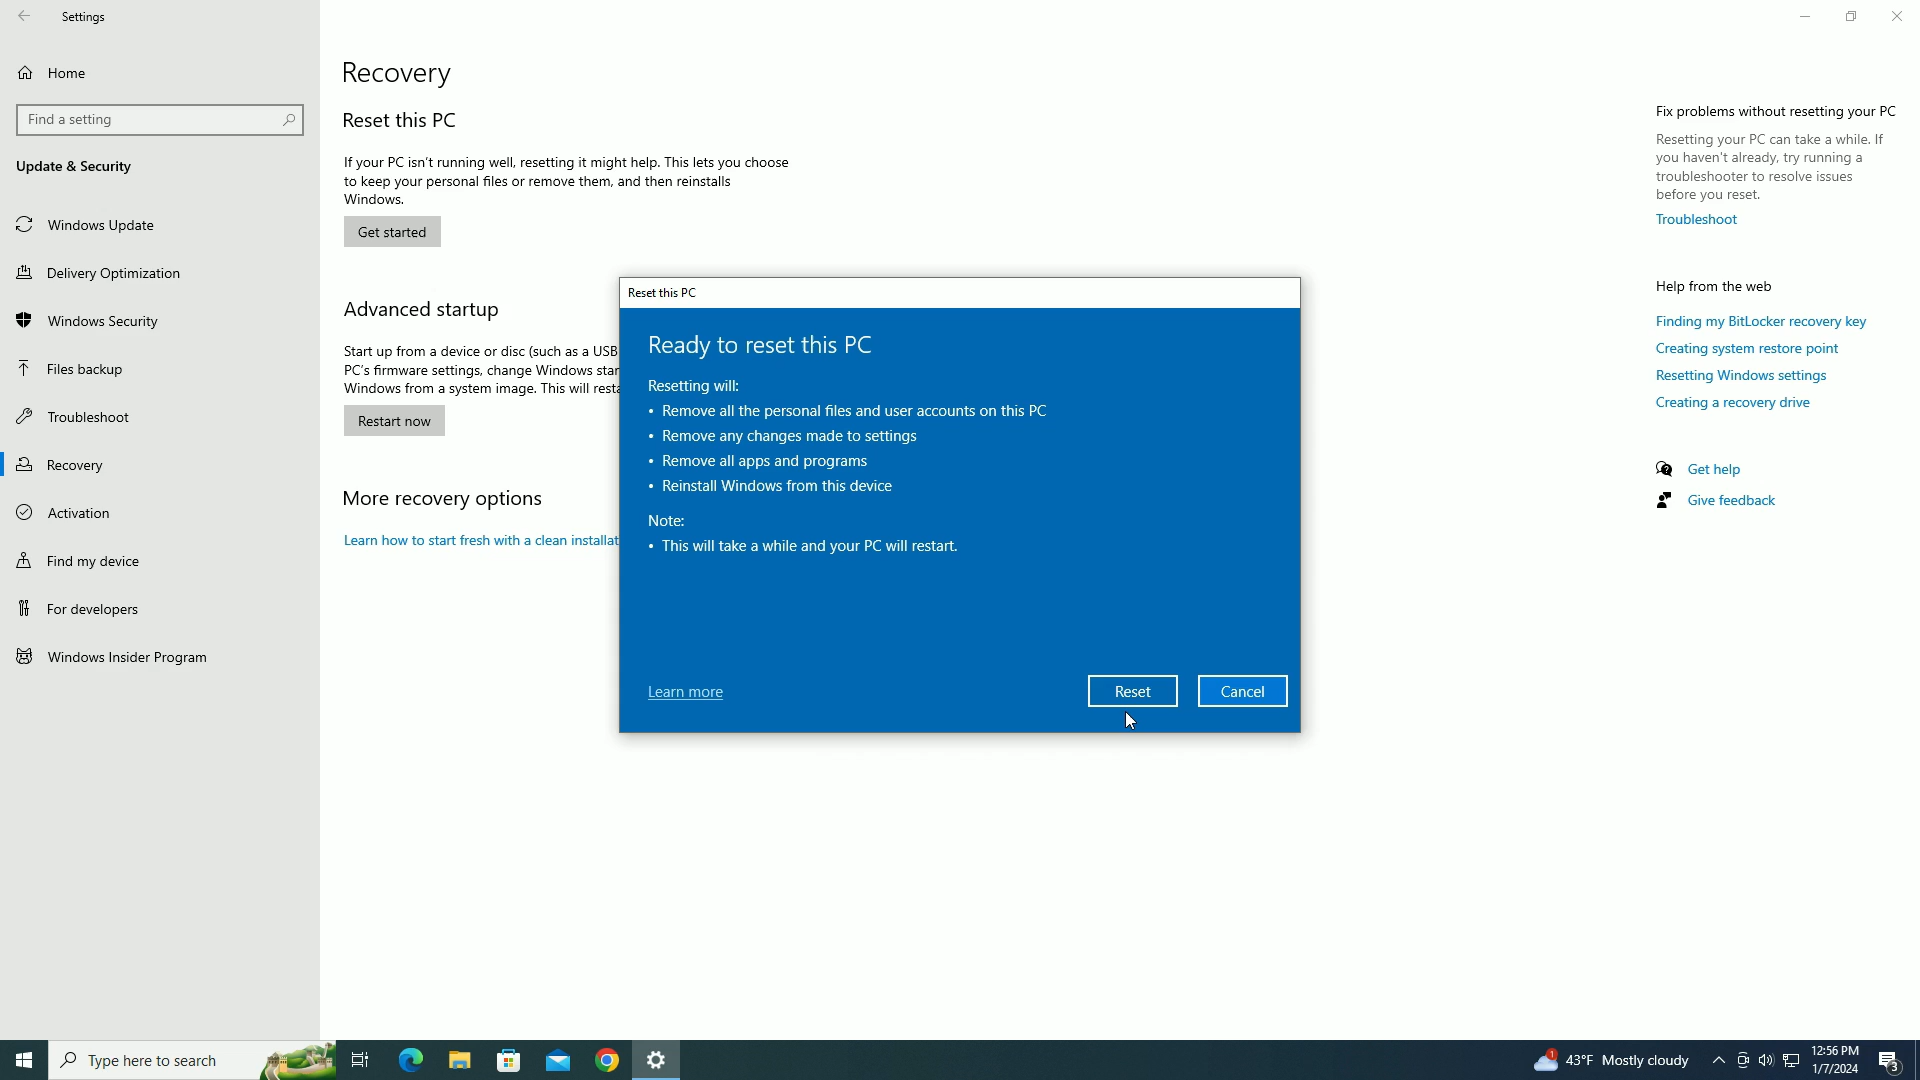 Settings
Home
Find a setting
Update & Security
Windows Update
Delivery Optimization
Windows Security
Files backup
Troubleshoot
Recovery
Activation
Find my device
For developers
Windows Insider Program
Recovery
Reset this PC
If your PC isn't running well, resetting it might help. This lets you choose
to keep your personal files or remove them, and then reinstalls
Windows.
Get started
Advanced startup
Start up from a device or disc (such as a USB
PC's firmware settings, change Windows star
Windows from a system image. This will resta
Restart now
More recovery options
Learn how to start fresh with a clean installat
Reset this PC
Ready to reset this PC
Resetting will:
• Remove all the personal files and user accounts on this PC
• Remove any changes made to settings
• Remove all apps and programs
• Reinstall Windows from this device
Note:
• This will take a while and your PC will restart.
Learn more
Reset
Cancel
Fix problems without resetting your PC
Resetting your PC can take a while. If
you haven't already, try running a
troubleshooter to resolve issues
before you reset.
Troubleshoot
Help from the web
Finding my BitLocker recovery key
Creating system restore point
Resetting Windows settings
Creating a recovery drive
Get help
Give feedback
Type here to search
1
43°F Mostly cloudy
12:56 PM
1/7/2024
3